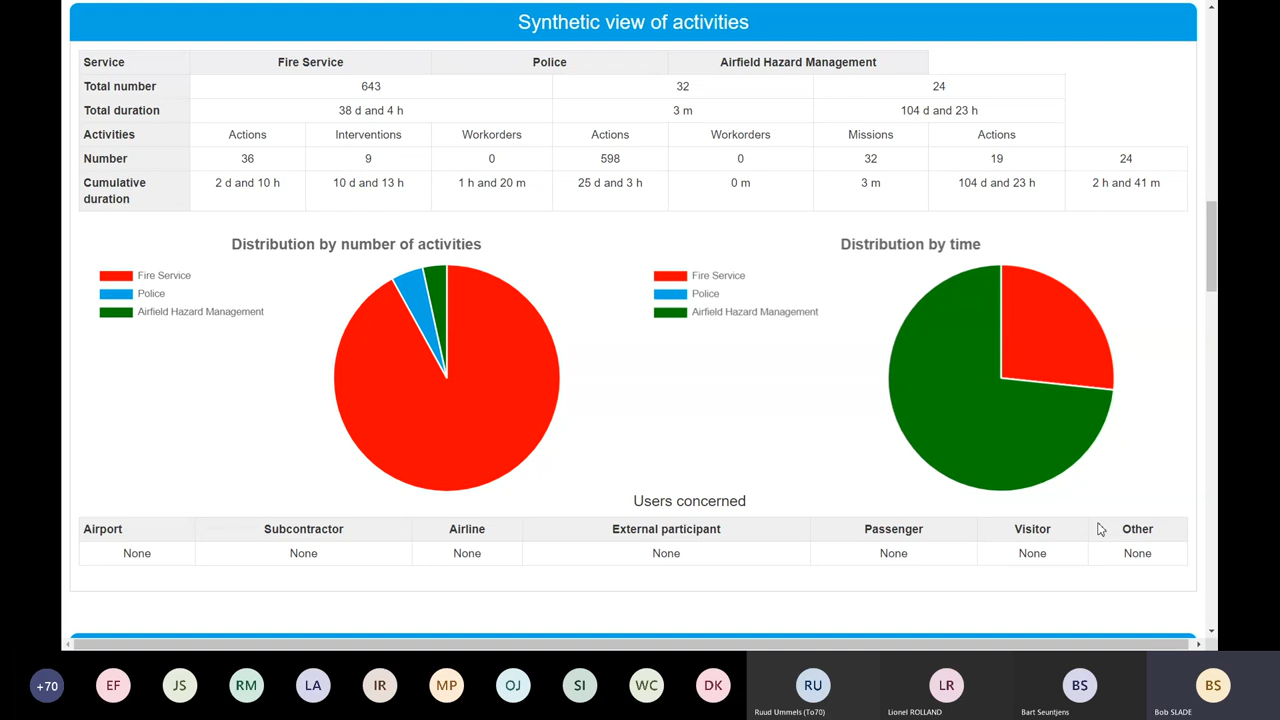 Synthetic view of activities
Service Fire Service Police Airfield Hazard Management
Total number 643 32 24
Total duration 38 d and 4 h 3 m 104 d and 23 h
Activities Actions Interventions Workorders Actions Workorders Missions Actions
Number 36 9 0 598 0 32 19 24
Cumulative duration 2 d and 10 h 10 d and 13 h 1 h and 20 m 25 d and 3 h 0 m 3 m 104 d and 23 h 2 h and 41 m
Distribution by number of activities
Fire Service
Police
Airfield Hazard Management
Distribution by time
Fire Service
Police
Airfield Hazard Management
Users concerned
Airport Subcontractor Airline External participant Passenger Visitor Other
None None None None None None None
+70 EF JS RM LA IR MP OJ SI WC DK RU LR BS BS
Ruud Ummels (To70) Lionel ROLLAND Bart Seuntjens Bob SLADE